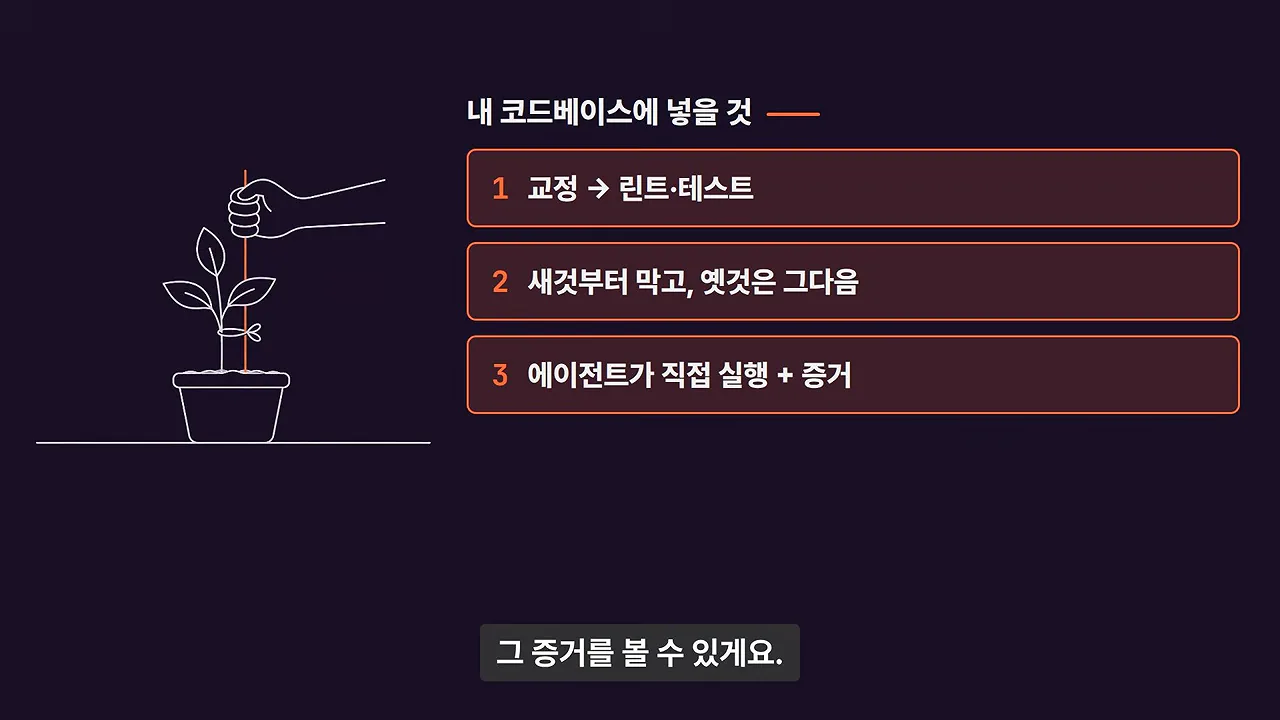 내 코드베이스에 넣을 것
1 교정 → 린트·테스트
2 새것부터 막고, 옛것은 그다음
3 에이전트가 직접 실행 + 증거
그 증거를 볼 수 있게요.